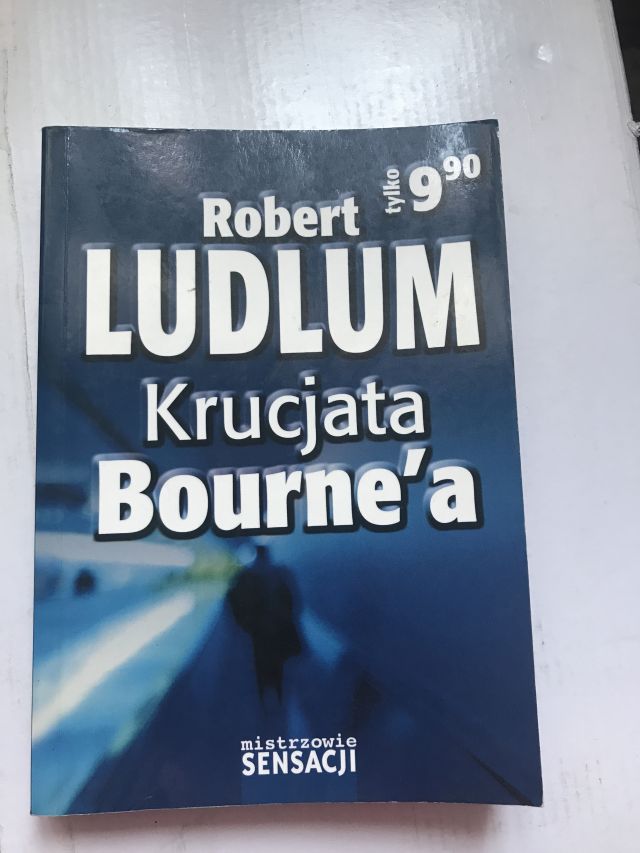 tylko 9⁹⁰
Robert
LUDLUM
Krucjata
Bourne'a
mistrzowie
SENSACJI